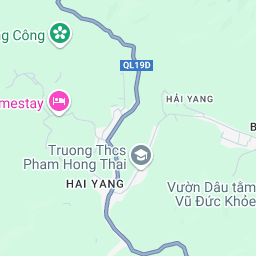 ng Công
QL19D
HẢI YANG
mestay
Truong Thcs
Pham Hong Thai
HAI YANG
Vườn Dâu tằm
Vũ Đức Khỏe